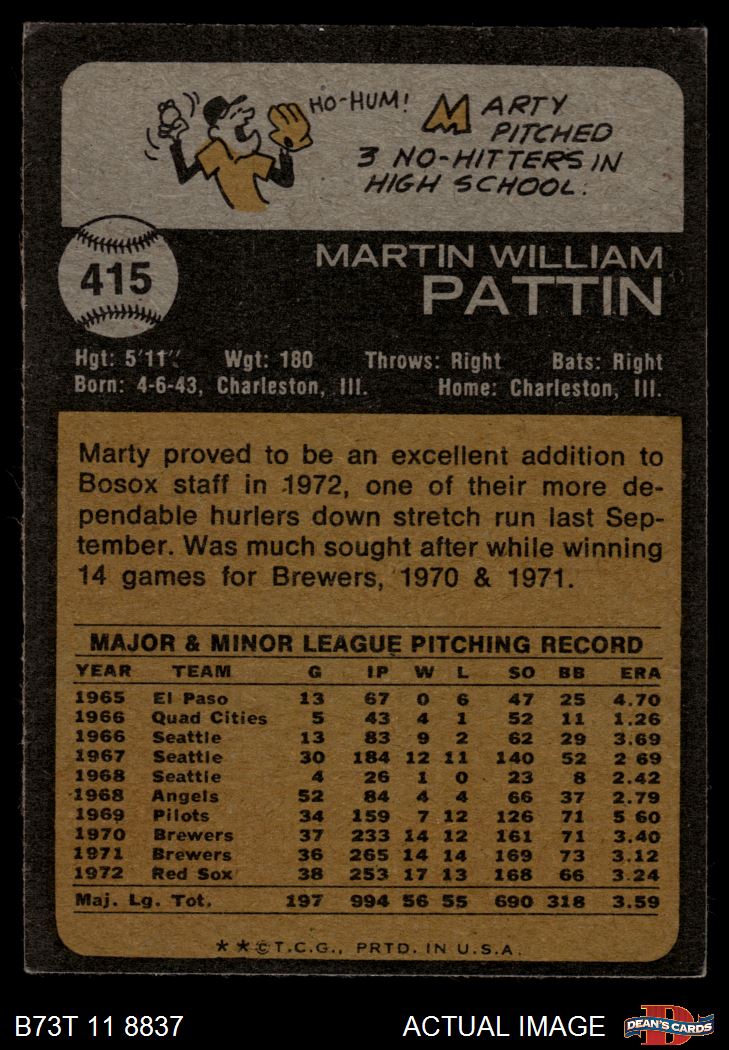 HO-HUM!
MARTY
PITCHED
3 NO-HITTERS IN
HIGH SCHOOL.
415
MARTIN WILLIAM
PATTIN
Hgt: 5'11" Wgt: 180 Throws: Right Bats: Right
Born: 4-6-43, Charleston, Ill. Home: Charleston, Ill.
Marty proved to be an excellent addition to
Bosox staff in 1972, one of their more de-
pendable hurlers down stretch run last Sep-
tember. Was much sought after while winning
14 games for Brewers, 1970 & 1971.
MAJOR & MINOR LEAGUE PITCHING RECORD
YEAR TEAM G IP W L SO BB ERA
1965 El Paso 13 67 0 6 47 25 4.70
1966 Quad Cities 5 43 4 1 52 11 1.26
1966 Seattle 13 83 9 2 62 29 3.69
1967 Seattle 30 184 12 11 140 52 2 69
1968 Seattle 4 26 1 0 23 8 2.42
1968 Angels 52 84 4 4 66 37 2.79
1969 Pilots 34 159 7 12 126 71 5 60
1970 Brewers 37 233 14 12 161 71 3.40
1971 Brewers 36 265 14 14 169 73 3.12
1972 Red Sox 38 253 17 13 168 66 3.24
Maj. Lg. Tot. 197 994 56 55 690 318 3.59
**©T.C.G., PRTD. IN U.S.A.
B73T 11 8837 ACTUAL IMAGE DEAN'S CARDS